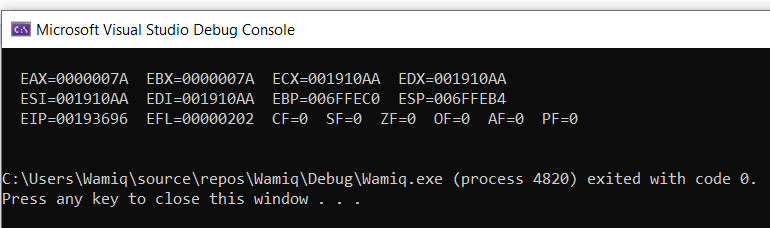 Microsoft Visual Studio Debug Console
EAX=0000007A EBX=0000007A ECX=001910AA EDX=001910AA
ESI=001910AA EDI=001910AA EBP=006FFEC0 ESP=006FFEB4
EIP=00193696 EFL=00000202 CF=0 SF=0 ZF=0 OF=0 AF=0 PF=0
C:\Users\Wamiq\source\repos\Wamiq\Debug\Wamiq.exe (process 4820) exited with code 0.
Press any key to close this window . . .